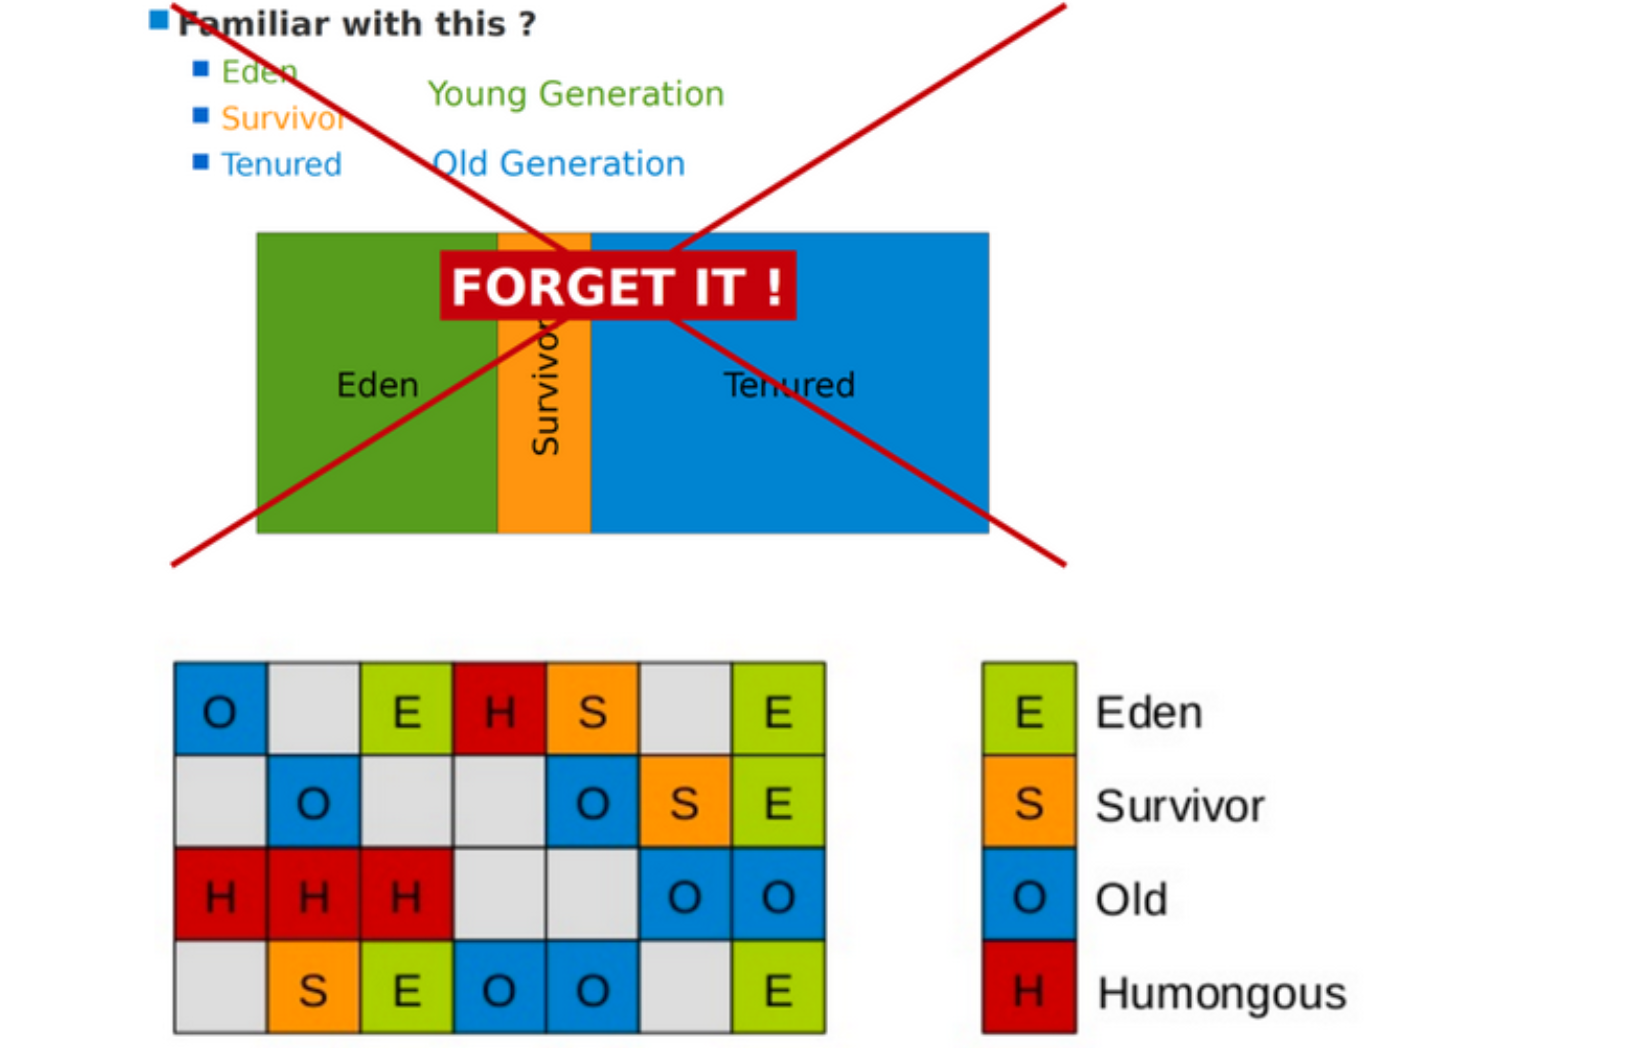 Familiar with this ?
Eden
Survivor
Tenured
Young Generation
Old Generation
FORGET IT !
Eden
Survivor
Tenured
O E H S E
O O S E
H H H O O
S E O O E
E Eden
S Survivor
O Old
H Humongous